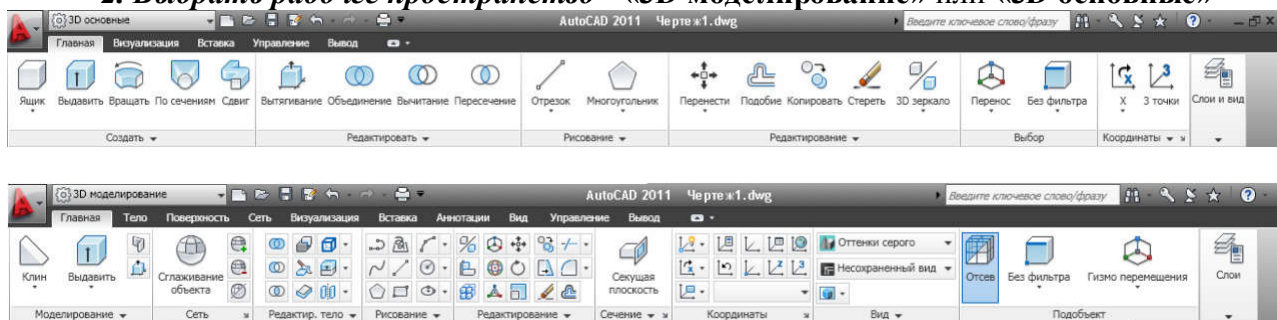 2. Выбрать рабочее пространство – «3D моделирование» или «3D основные»
3D основные AutoCAD 2011 Чертеж1.dwg Введите ключевое слово/фразу
Главная Визуализация Вставка Управление Вывод
Ящик Выдавить Вращать По сечениям Сдвиг Вытягивание Объединение Вычитание Пересечение Отрезок Многоугольник Перенести Подобие Копировать Стереть 3D зеркало Перенос Без фильтра X 3 точки Слои и вид
Создать Редактировать Рисование Редактирование Выбор Координаты
3D моделирование AutoCAD 2011 Чертеж1.dwg Введите ключевое слово/фразу
Главная Тело Поверхность Сеть Визуализация Вставка Аннотации Вид Управление Вывод
Оттенки серого
Клин Выдавить Сглаживание объекта Секущая плоскость Несохраненный вид Отсев Без фильтра Гизмо перемещения Слои
Моделирование Сеть Редактир. тело Рисование Редактирование Сечение Координаты Вид Подобъект